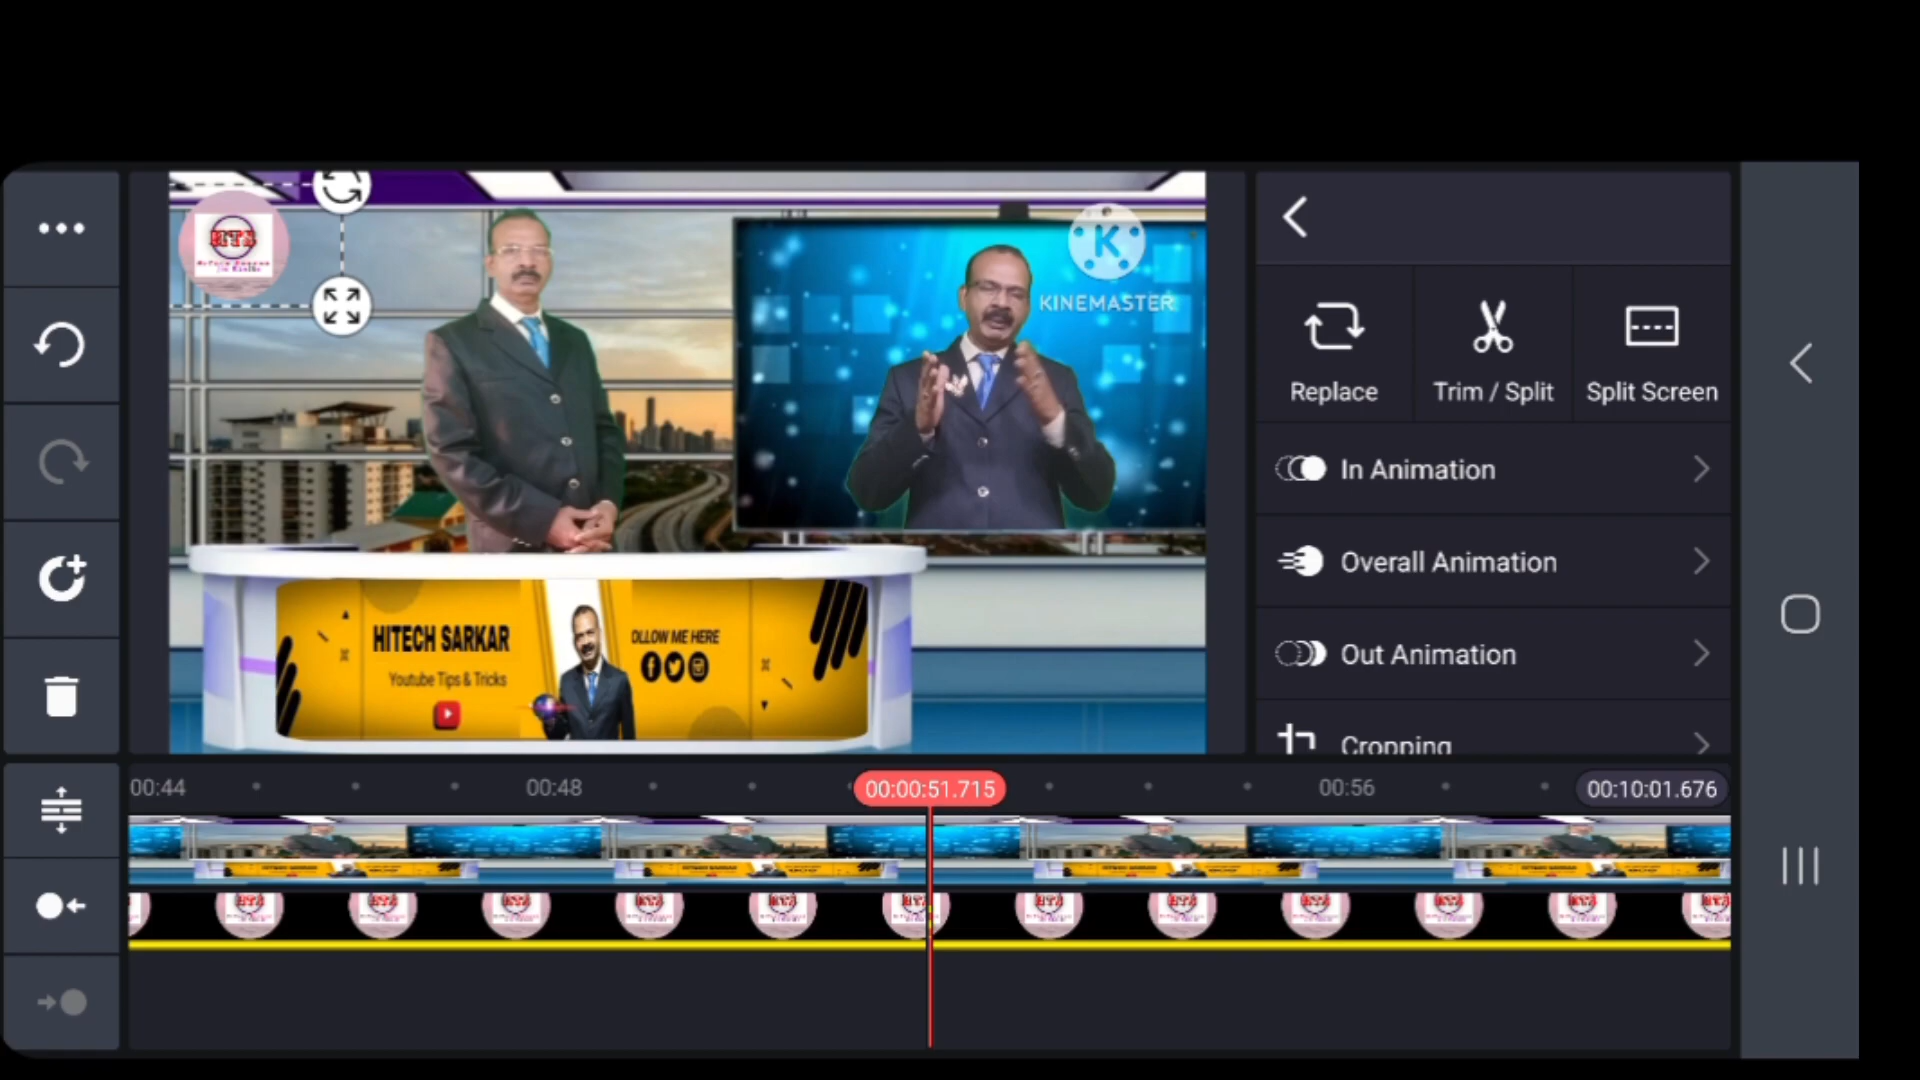 HTS
KINEMASTER
Replace
Trim / Split
Split Screen
In Animation
Overall Animation
Out Animation
Cropping
HITECH SARKAR
OLLOW ME HERE
Youtube Tips & Tricks
00:44
00:48
00:00:51.715
00:56
00:10:01.676